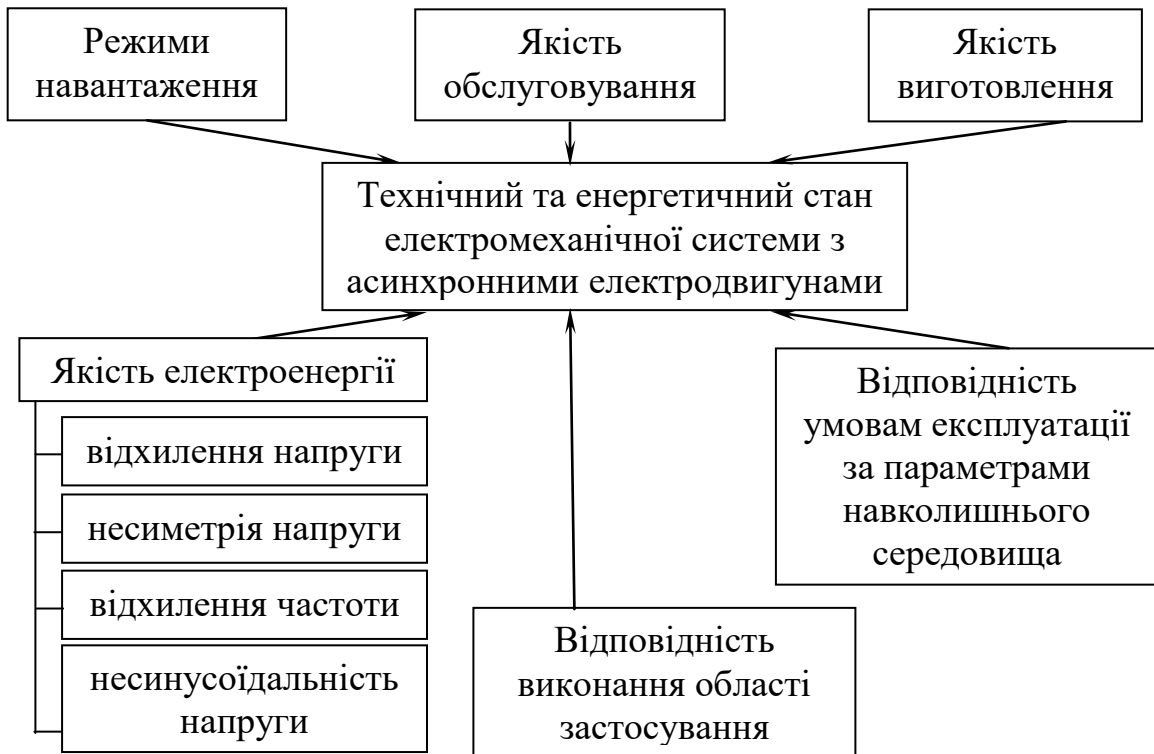 Режими
навантаження
Якість
обслуговування
Якість
виготовлення
Технічний та енергетичний стан
електромеханічної системи з
асинхронними електродвигунами
Якість електроенергії
відхилення напруги
несиметрія напруги
відхилення частоти
несинусоїдальність
напруги
Відповідність
виконання області
застосування
Відповідність
умовам експлуатації
за параметрами
навколишнього
середовища